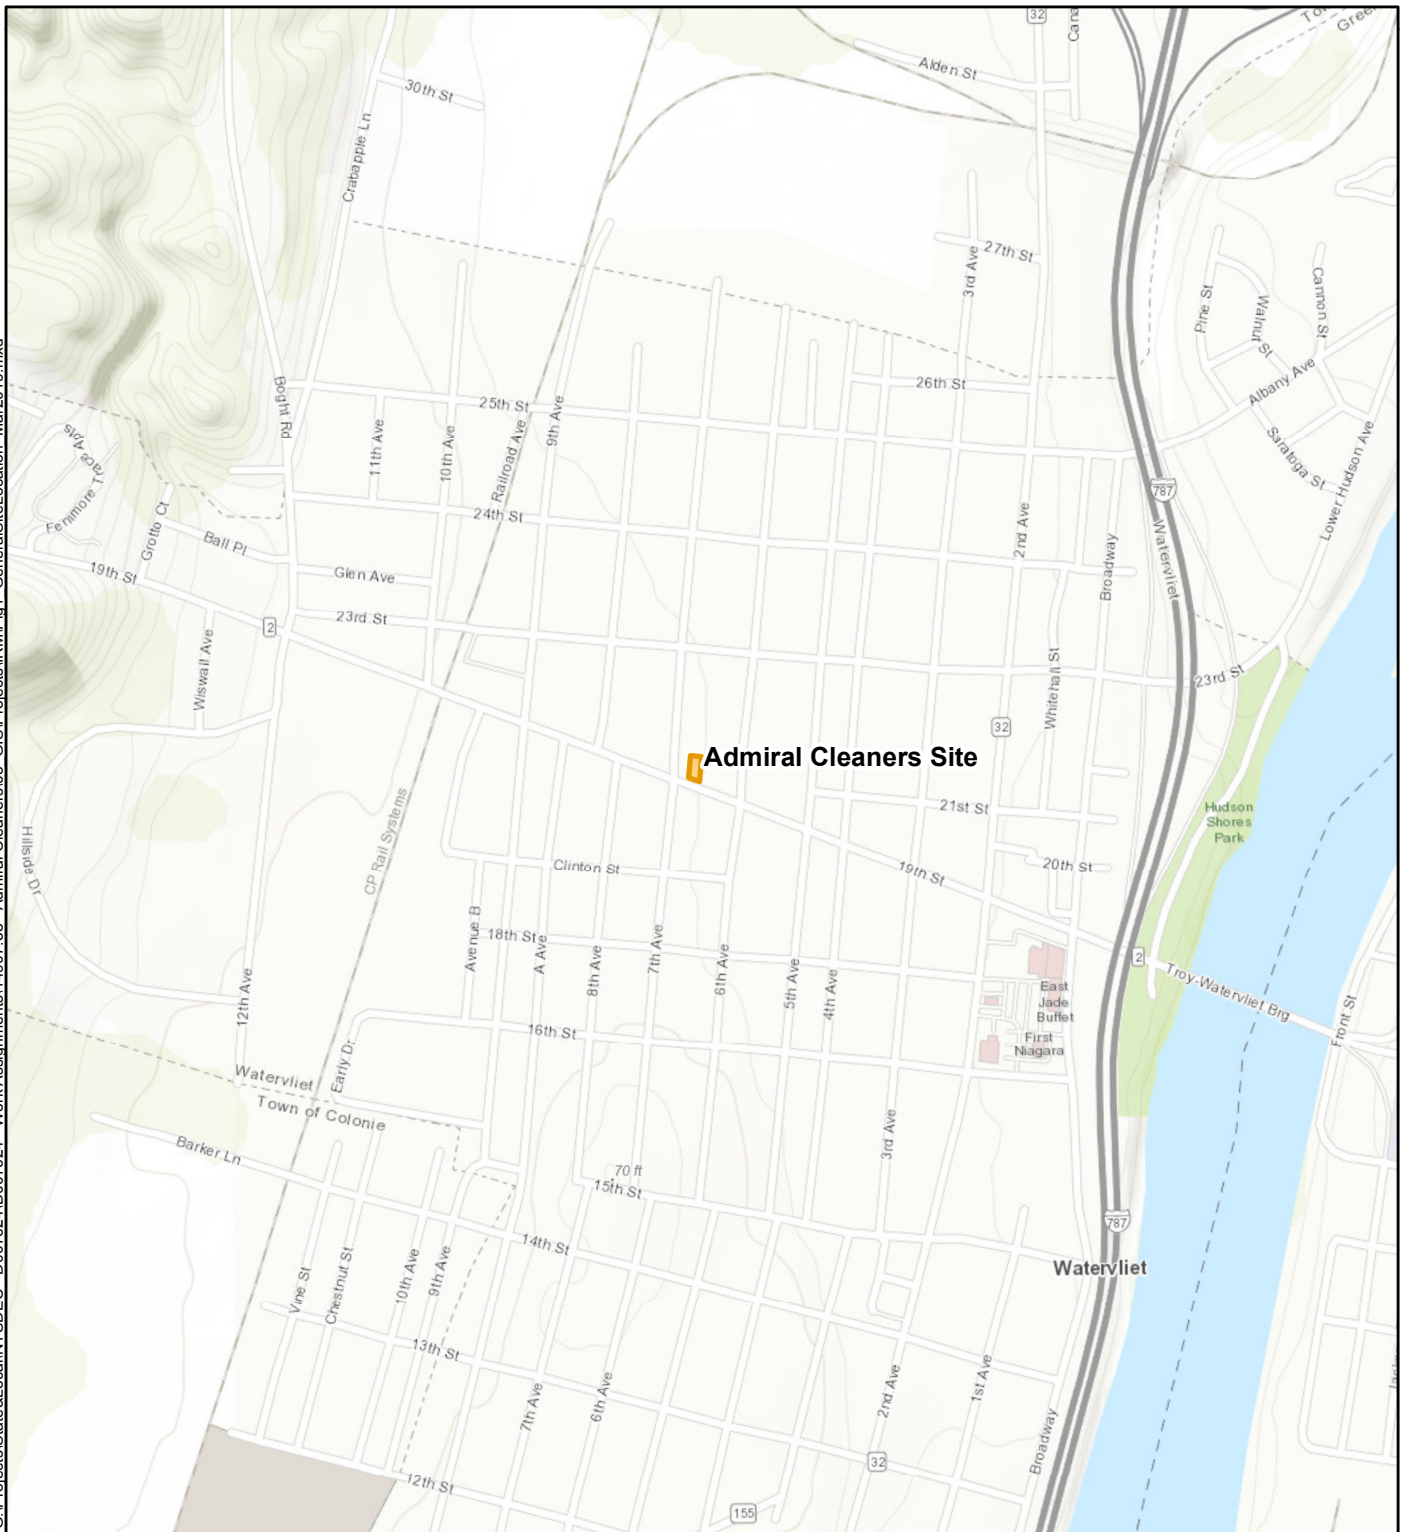 32
Alden St
30th St
Crabapple Ln
27th St
3rd Ave
Pine St
Walnut St
Cannon St
Albany Ave
26th St
Boght Rd
25th St
9th Ave
11th Ave
10th Ave
Railroad Ave
Saratoga St
Lower Hudson Ave
Fenimore Trace Apts
787
24th St
2nd Ave
Broadway
Watervliet
Grotto Ct
Ball Pl
Glen Ave
19th St
2
23rd St
Wiswall Ave
Whitehall St
23rd St
32
Admiral Cleaners Site
CP Rail Systems
21st St
Hudson
Shores
Park
Hillside Dr
Clinton St
19th St
20th St
Avenue B
18th St
A Ave
8th Ave
7th Ave
6th Ave
5th Ave
4th Ave
2
Troy-Watervliet Brg
East
Jade
Buffet
First
Niagara
Front St
12th Ave
16th St
Early Dr
Watervliet
Town of Colonie
Barker Ln
3rd Ave
70 ft
15th St
787
14th St
Watervliet
Vine St
Chestnut St
10th Ave
9th Ave
13th St
7th Ave
6th Ave
2nd Ave
1st Ave
Broadway
32
12th St
155